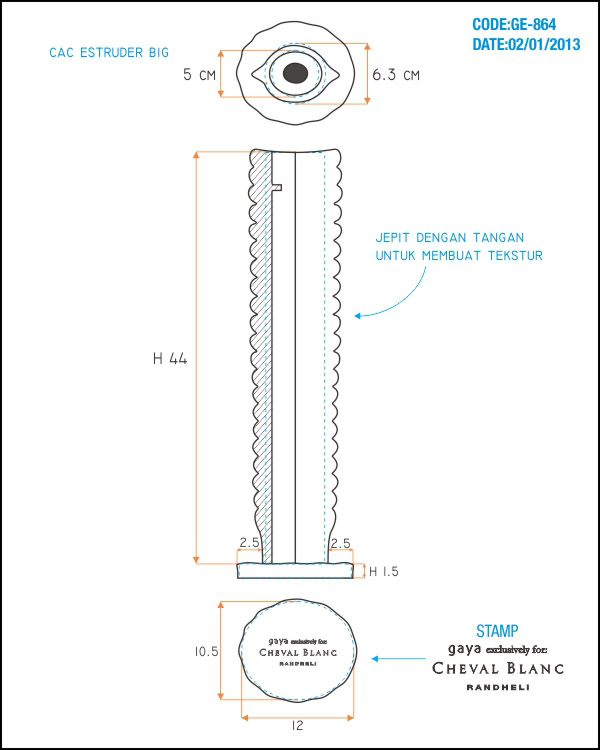 CODE:GE-864
DATE:02/01/2013
CAC ESTRUDER BIG
5 CM
6.3 CM
JEPIT DENGAN TANGAN
UNTUK MEMBUAT TEKSTUR
H 44
2.5
2.5
H 1.5
10.5
gaya exclusively for:
CHEVAL BLANC
RANDHELI
12
STAMP
gaya exclusively for:
CHEVAL BLANC
RANDHELI